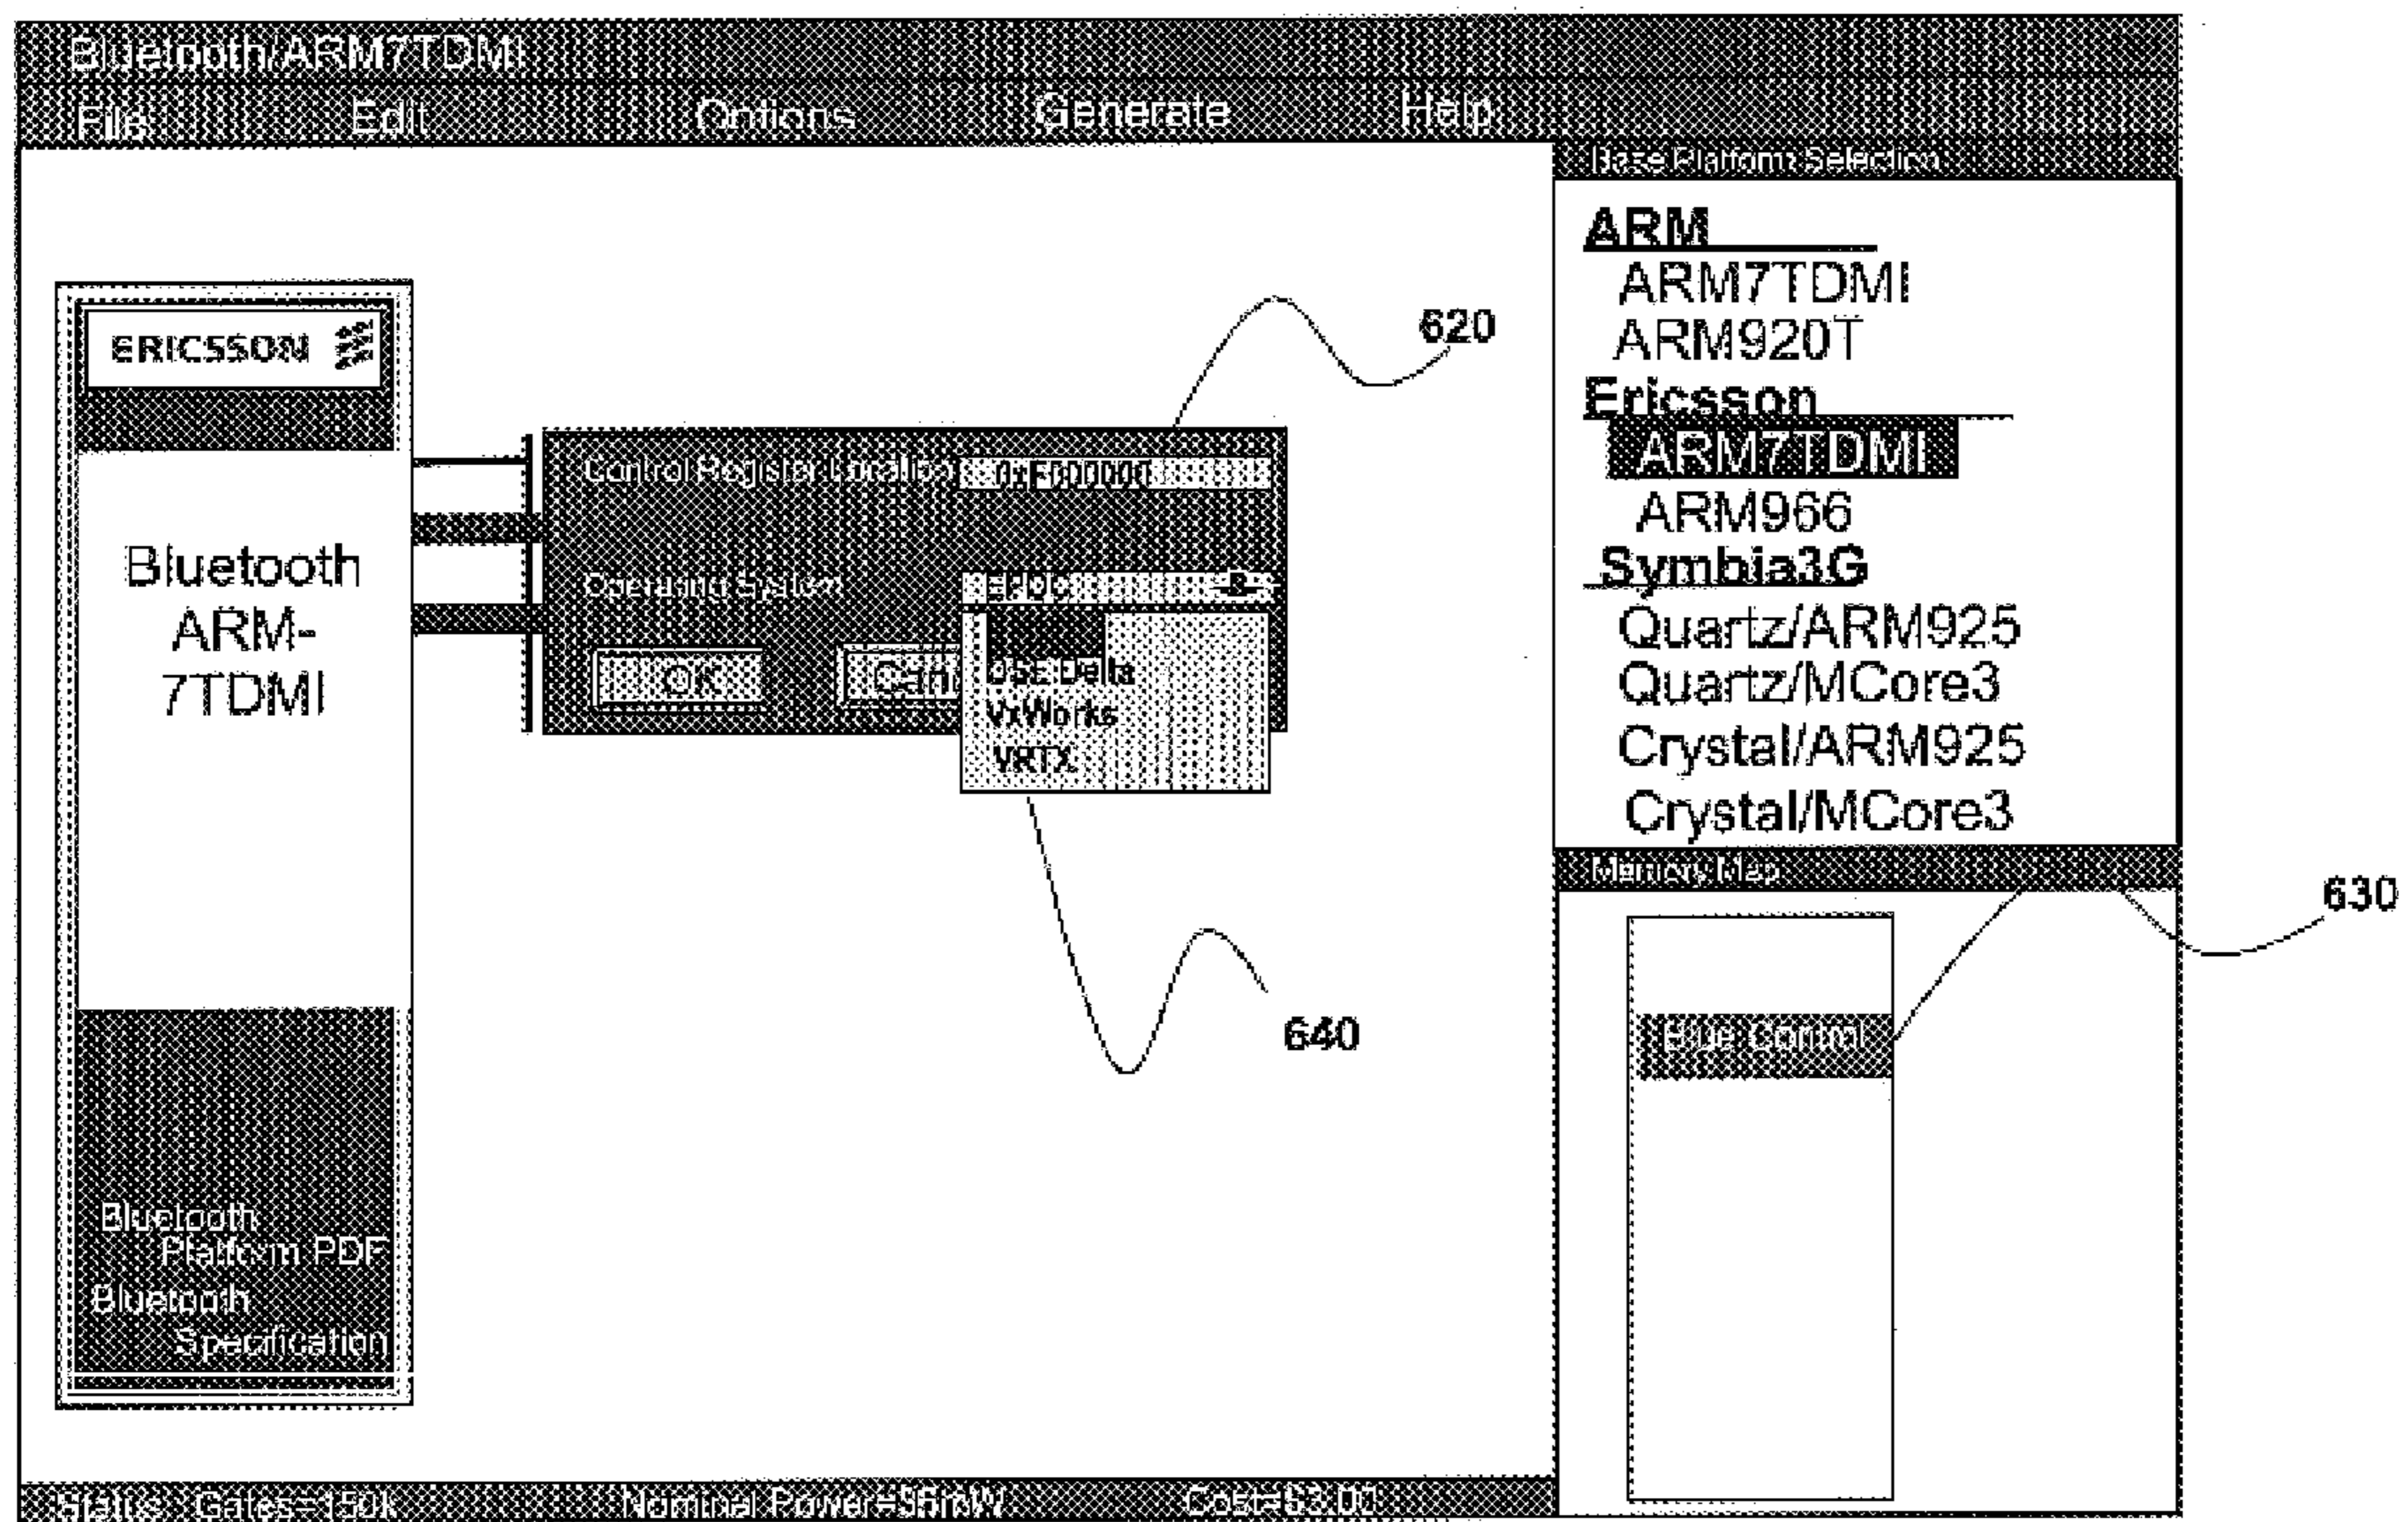 Bluetooth/ARM7TDMI
File Edit Options Generate Help
Base Platform Selection
ARM
ARM7TDMI
ARM920T
Ericsson
ARM7TDMI
ARM966
Symbia3G
Quartz/ARM925
Quartz/MCore3
Crystal/ARM925
Crystal/MCore3
Memory Map
Blue Control
ERICSSON
Bluetooth
ARM-
7TDMI
Bluetooth
Platform PDF
Bluetooth
Specification
Control Register Location
Operating System
OK
OSE Delta
VxWorks
VRTX
620
630
640
Status Gates=150k Nominal